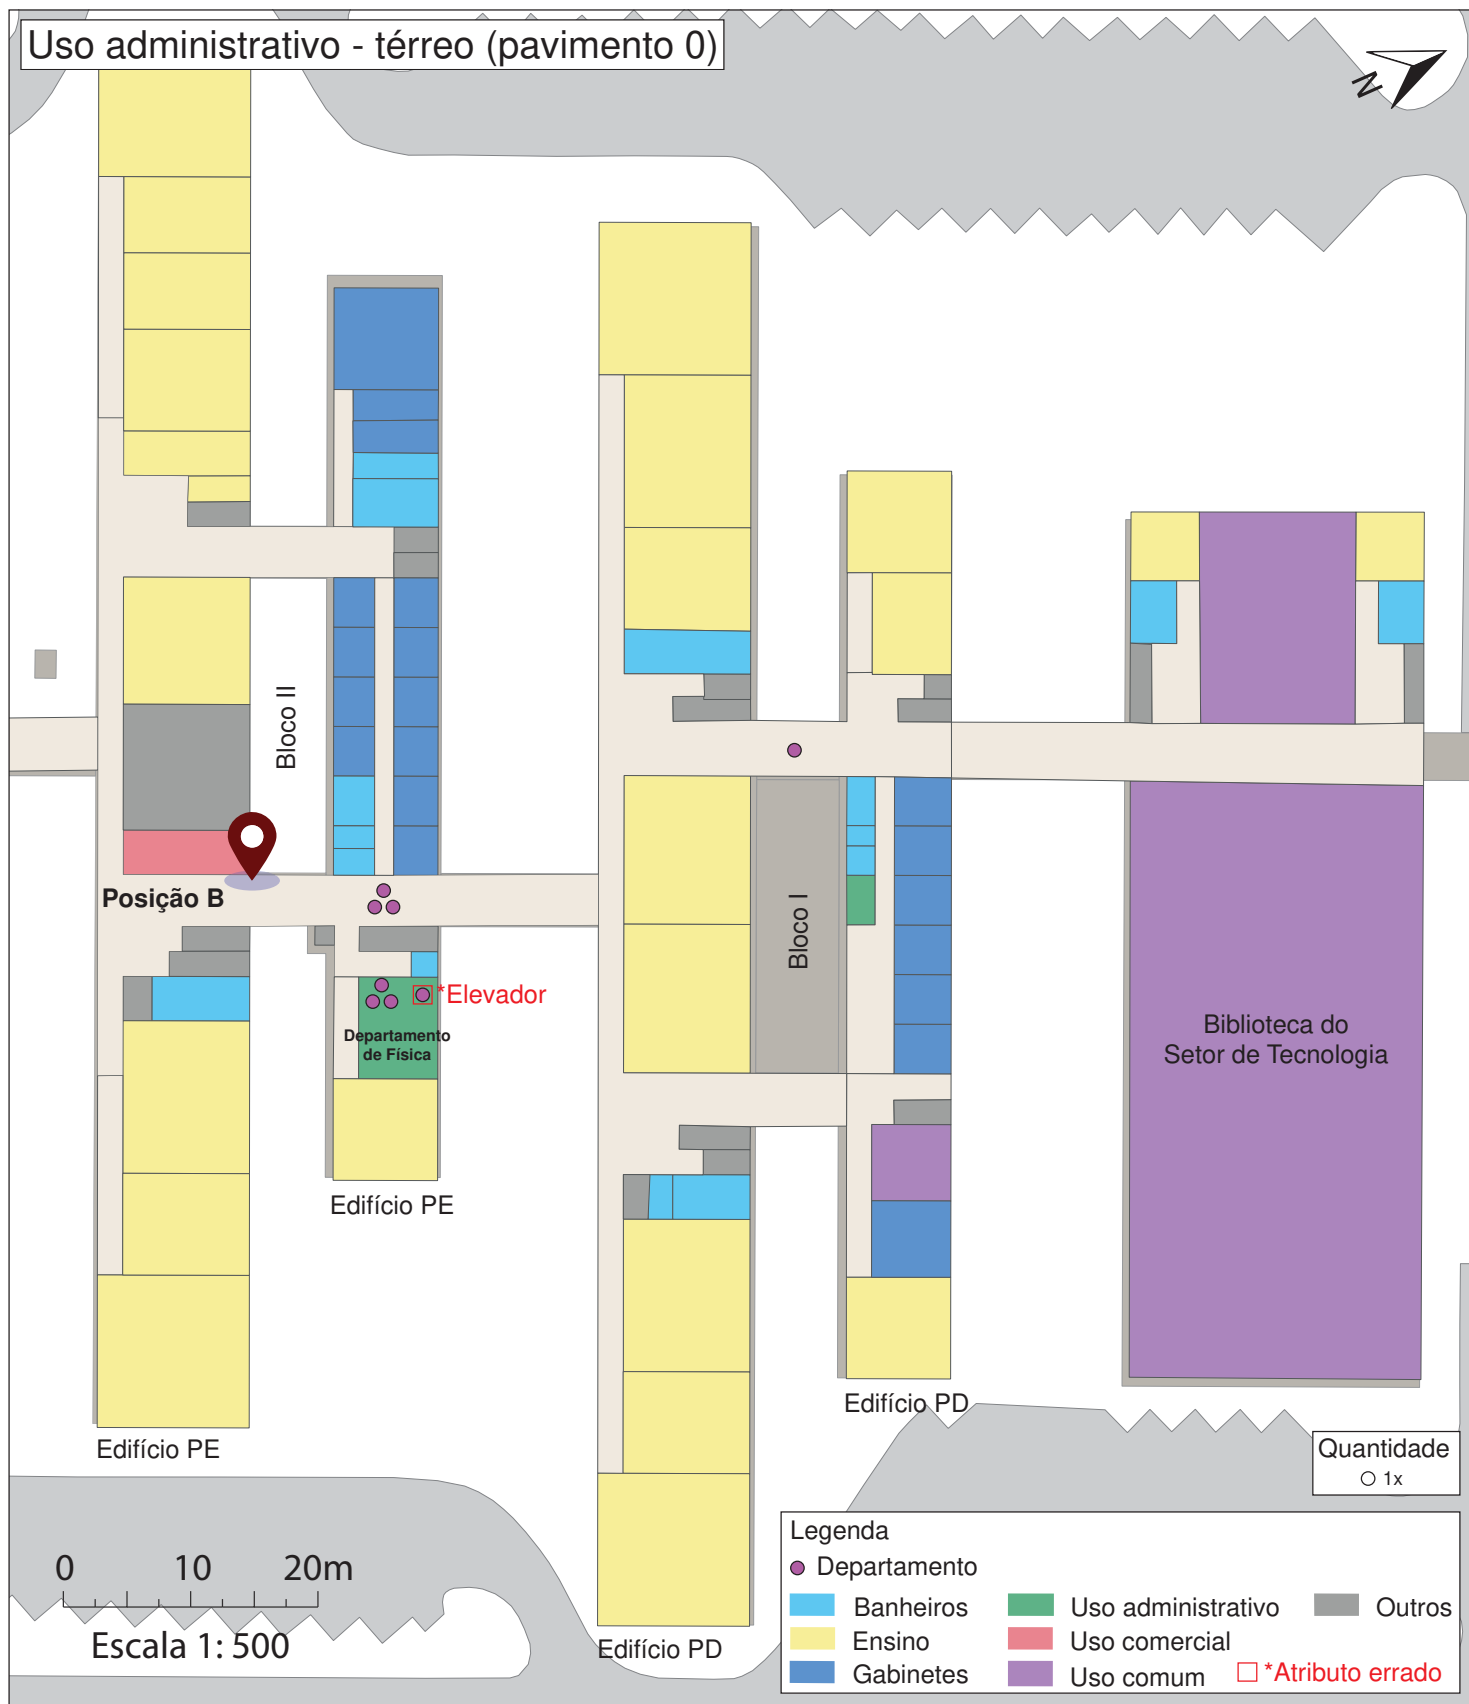 Uso administrativo - térreo (pavimento 0)
N
Bloco II
Posição B
*Elevador
Departamento
de Física
Bloco I
Biblioteca do
Setor de Tecnologia
Edifício PE
Edifício PD
Edifício PE
Edifício PD
Quantidade
1x
Legenda
Departamento
Banheiros
Uso administrativo
Outros
Ensino
Uso comercial
Gabinetes
Uso comum
*Atributo errado
0 10 20m
Escala 1: 500